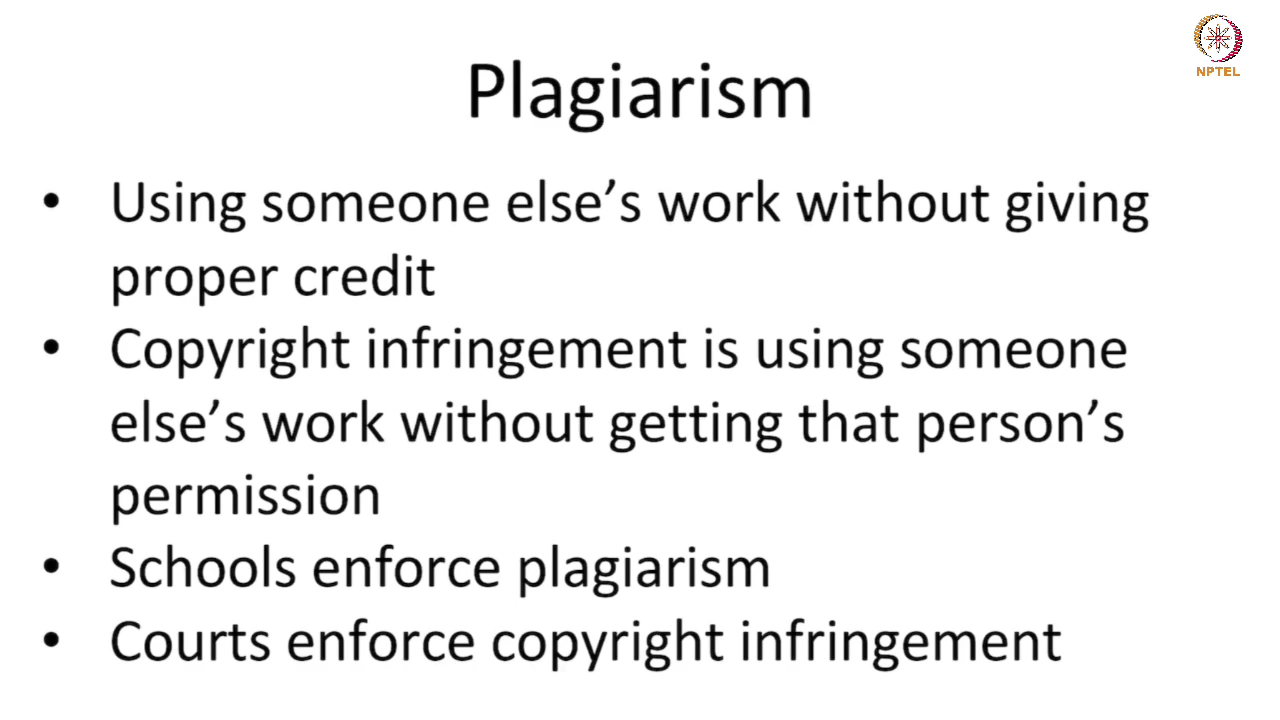 NPTEL
Plagiarism
• Using someone else’s work without giving
proper credit
• Copyright infringement is using someone
else’s work without getting that person’s
permission
• Schools enforce plagiarism
• Courts enforce copyright infringement